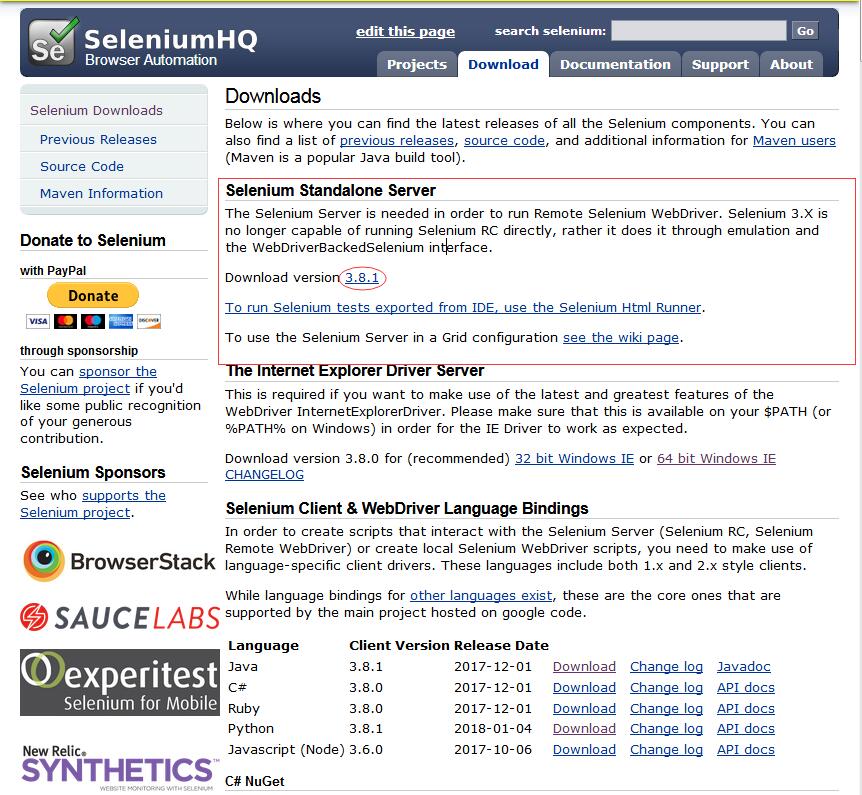 Se
SeleniumHQ
Browser Automation
edit this page
search selenium:
Go
Projects
Download
Documentation
Support
About
Selenium Downloads
Previous Releases
Source Code
Maven Information
Donate to Selenium
with PayPal
Donate
VISA
DISCOVER
through sponsorship
You can sponsor the
Selenium project if you'd
like some public recognition
of your generous
contribution.
Selenium Sponsors
See who supports the
Selenium project.
BrowserStack
SAUCELABS
experitest
Selenium for Mobile
New Relic®
SYNTHETICS™
WEBSITE MONITORING WITH SELENIUM
Downloads
Below is where you can find the latest releases of all the Selenium components. You can
also find a list of previous releases, source code, and additional information for Maven users
(Maven is a popular Java build tool).
Selenium Standalone Server
The Selenium Server is needed in order to run Remote Selenium WebDriver. Selenium 3.X is
no longer capable of running Selenium RC directly, rather it does it through emulation and
the WebDriverBackedSelenium interface.
Download version 3.8.1
To run Selenium tests exported from IDE, use the Selenium Html Runner.
To use the Selenium Server in a Grid configuration see the wiki page.
The Internet Explorer Driver Server
This is required if you want to make use of the latest and greatest features of the
WebDriver InternetExplorerDriver. Please make sure that this is available on your $PATH (or
%PATH% on Windows) in order for the IE Driver to work as expected.
Download version 3.8.0 for (recommended) 32 bit Windows IE or 64 bit Windows IE
CHANGELOG
Selenium Client & WebDriver Language Bindings
In order to create scripts that interact with the Selenium Server (Selenium RC, Selenium
Remote WebDriver) or create local Selenium WebDriver scripts, you need to make use of
language-specific client drivers. These languages include both 1.x and 2.x style clients.
While language bindings for other languages exist, these are the core ones that are
supported by the main project hosted on google code.
Language Client Version Release Date
Java 3.8.1 2017-12-01 Download Change log Javadoc
C# 3.8.0 2017-12-01 Download Change log API docs
Ruby 3.8.0 2017-12-01 Download Change log API docs
Python 3.8.1 2018-01-04 Download Change log API docs
Javascript (Node) 3.6.0 2017-10-06 Download Change log API docs
C# NuGet